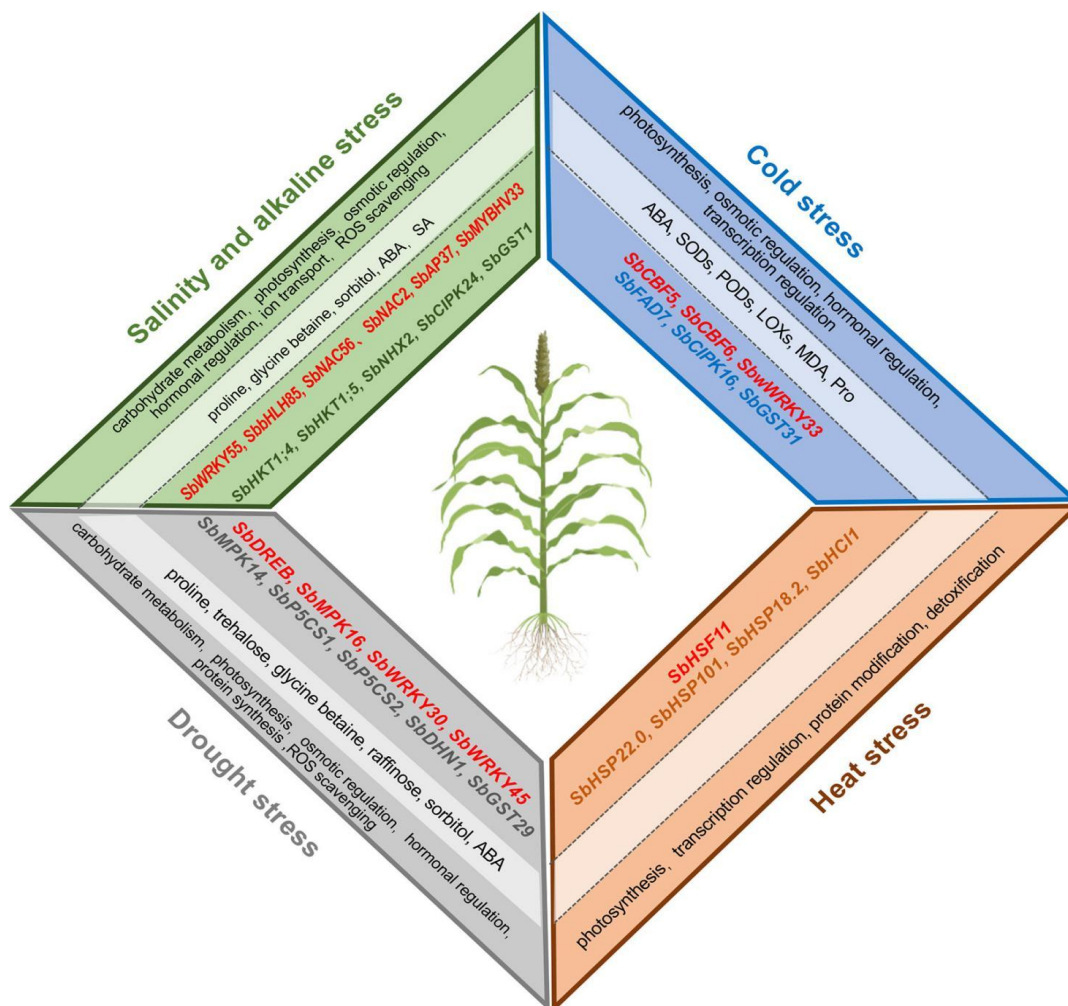 Salinity and alkaline stress
carbohydrate metabolism, photosynthesis, osmotic regulation,
hormonal regulation, ion transport, ROS scavenging
proline, glycine betaine, sorbitol, ABA, SA
SbWRKY55, SbbHLH85, SbNAC56、SbNAC2, SbAP37, SbMYBHV33
SbHKT1;4, SbHKT1;5, SbNHX2, SbCIPK24, SbGST1
Cold stress
photosynthesis, osmotic regulation, hormonal regulation,
transcription regulation
ABA, SODs, PODs, LOXs, MDA, Pro
SbCBF5, SbCBF6, SbwWRKY33
SbFAD7, SbCIPK16, SbGST31
SbDREB, SbMPK16, SbWRKY30, SbWRKY45
SbMPK14, SbP5CS1, SbP5CS2, SbDHN1, SbGST29
proline, trehalose, glycine betaine, raffinose, sorbitol, ABA
carbohydrate metabolism, photosynthesis, osmotic regulation, hormonal regulation,
protein synthesis ,ROS scavenging
Drought stress
SbHSF11
SbHSP22.0, SbHSP101, SbHSP18.2, SbHCI1
photosynthesis, transcription regulation, protein modification, detoxification
Heat stress